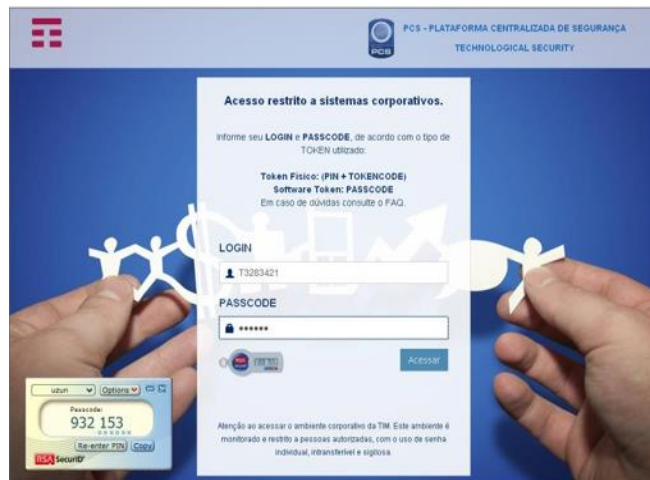 PCS - PLATAFORMA CENTRALIZADA DE SEGURANÇA
TECHNOLOGICAL SECURITY
PCS
Acesso restrito a sistemas corporativos.
Informe seu LOGIN e PASSCODE, de acordo com o tipo de
TOKEN utilizado:
Token Fisico: (PIN + TOKENCODE)
Software Token: PASSCODE
Em caso de dúvidas consulte o FAQ.
LOGIN
T3283421
PASSCODE
******
Acessar
uzun
Options
Passcode:
932 153
Re-enter PIN
Copy
RSA SecurID
Atenção ao acessar o ambiente corporativo da TIM. Este ambiente é
monitorado e restrito a pessoas autorizadas, com o uso de senha
individual, intransferível e sigilosa.